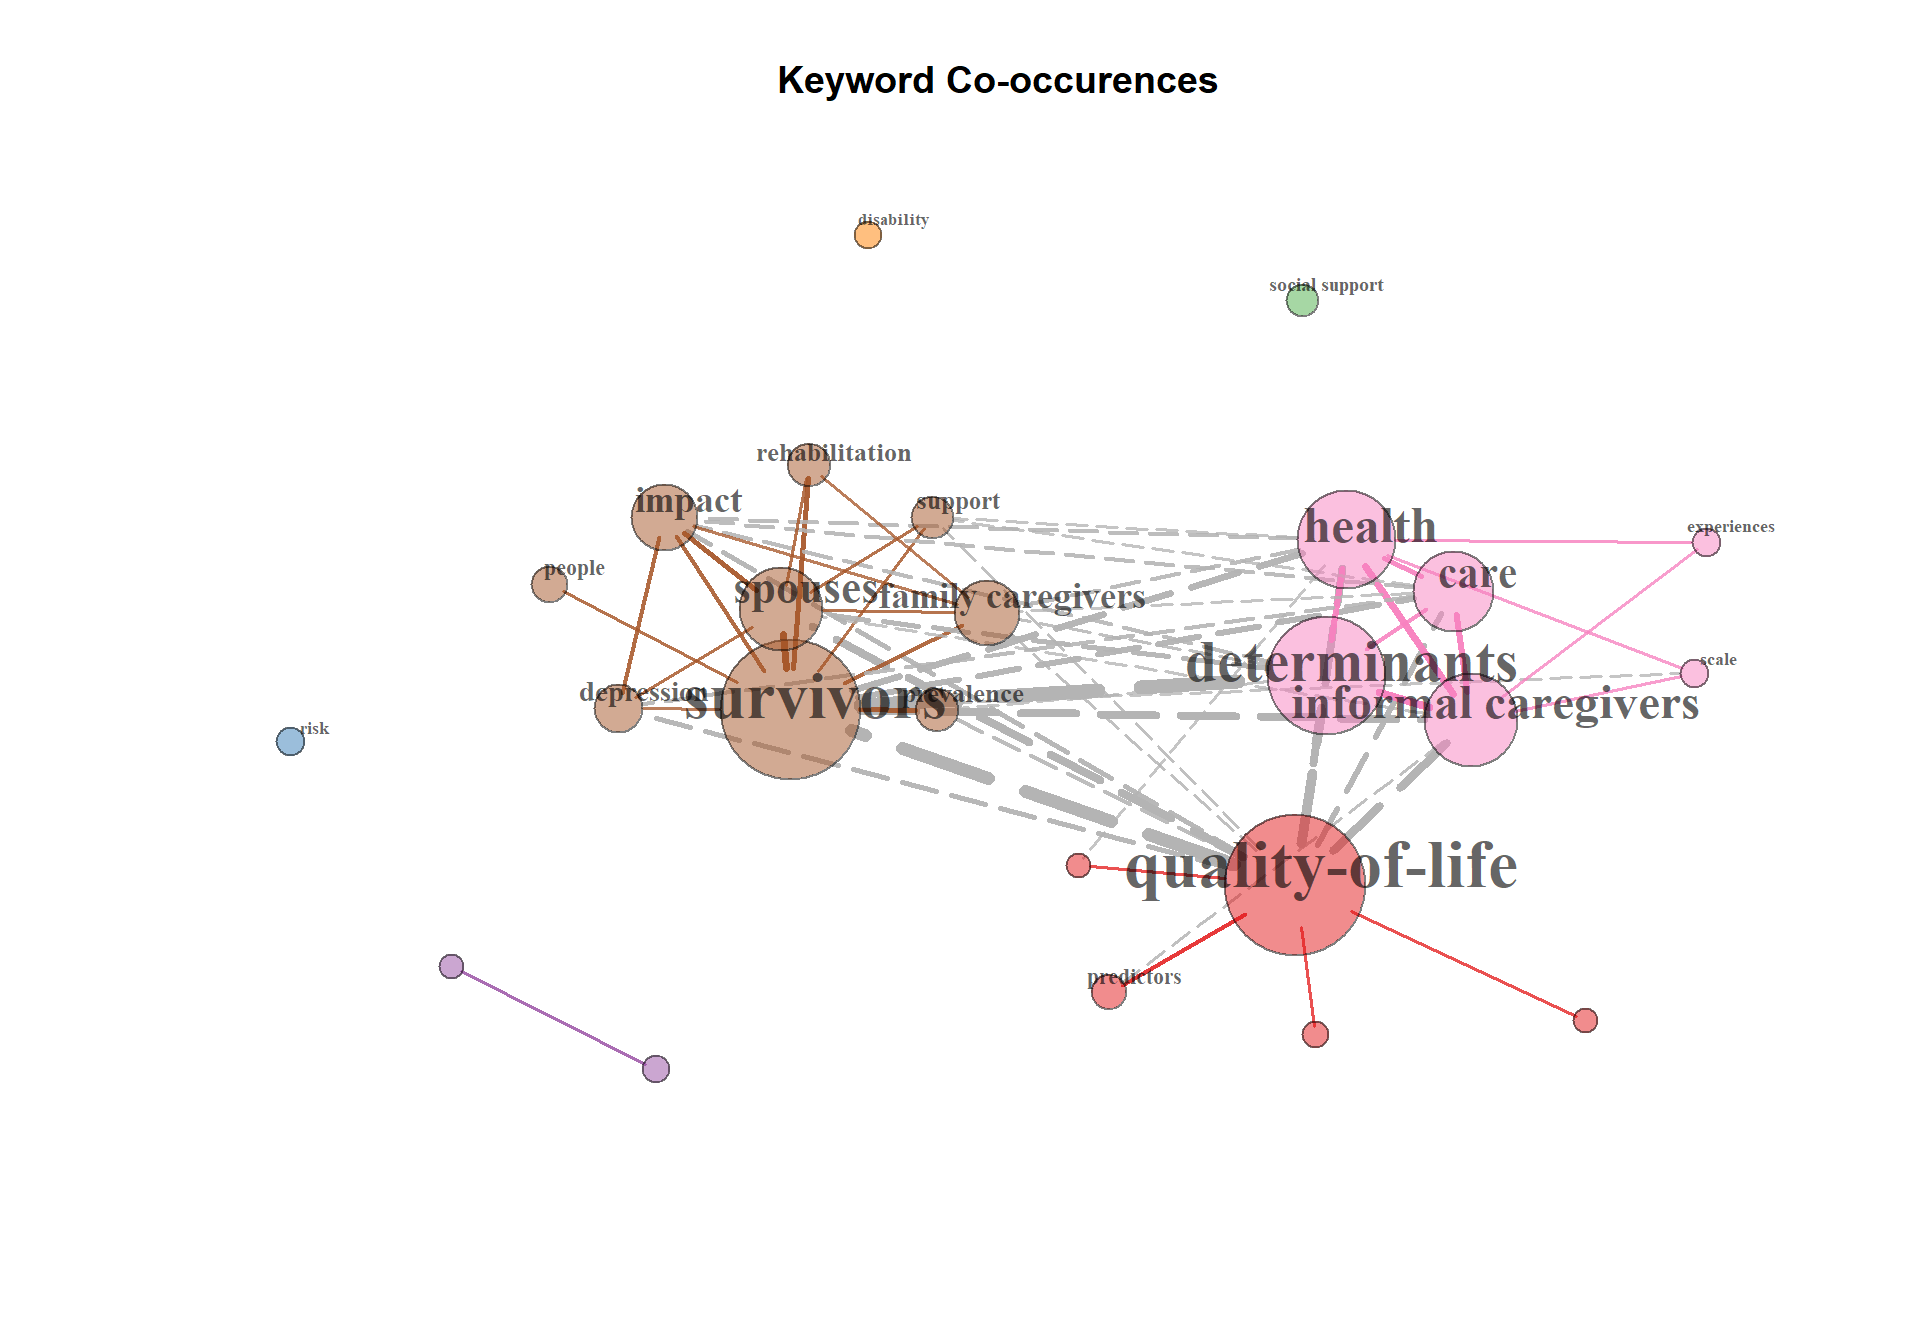 Keyword Co-occurences
disability
social support
rehabilitation
impact
support
health
experiences
people
care
spouses
family caregivers
determinants
scale
depression
survivors
prevalence
informal caregivers
risk
quality-of-life
predictors